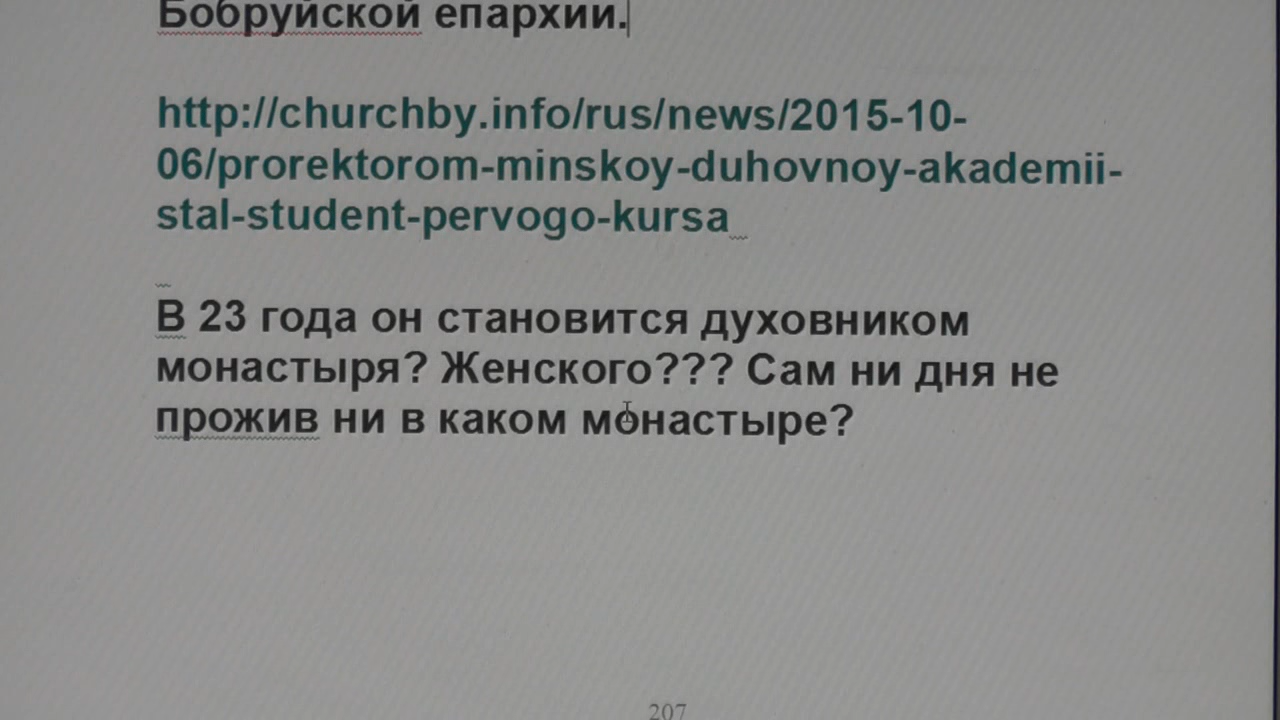 Бобруйской епархии.
http://churchby.info/rus/news/2015-10-
06/prorektorom-minskoy-duhovnoy-akademii-
stal-student-pervogo-kursa
В 23 года он становится духовником
монастыря? Женского??? Сам ни дня не
прожив ни в каком монастыре?
207